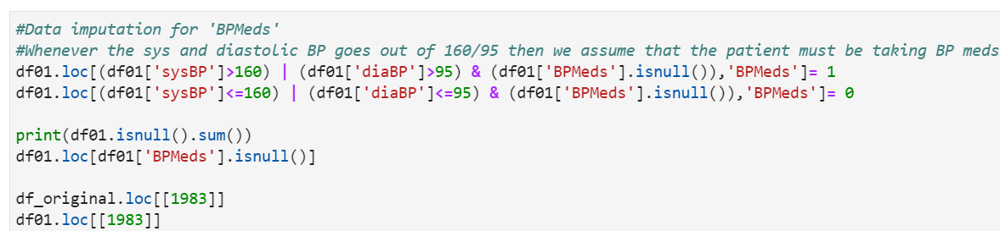 #Data imputation for 'BPMeds'
#Whenever the sys and diastolic BP goes out of 160/95 then we assume that the patient must be taking BP meds
df01.loc[(df01['sysBP']>160) | (df01['diaBP']>95) & (df01['BPMeds'].isnull()),'BPMeds']= 1
df01.loc[(df01['sysBP']<=160) | (df01['diaBP']<=95) & (df01['BPMeds'].isnull()),'BPMeds']= 0
print(df01.isnull().sum())
df01.loc[df01['BPMeds'].isnull()]
df_original.loc[[1983]]
df01.loc[[1983]]